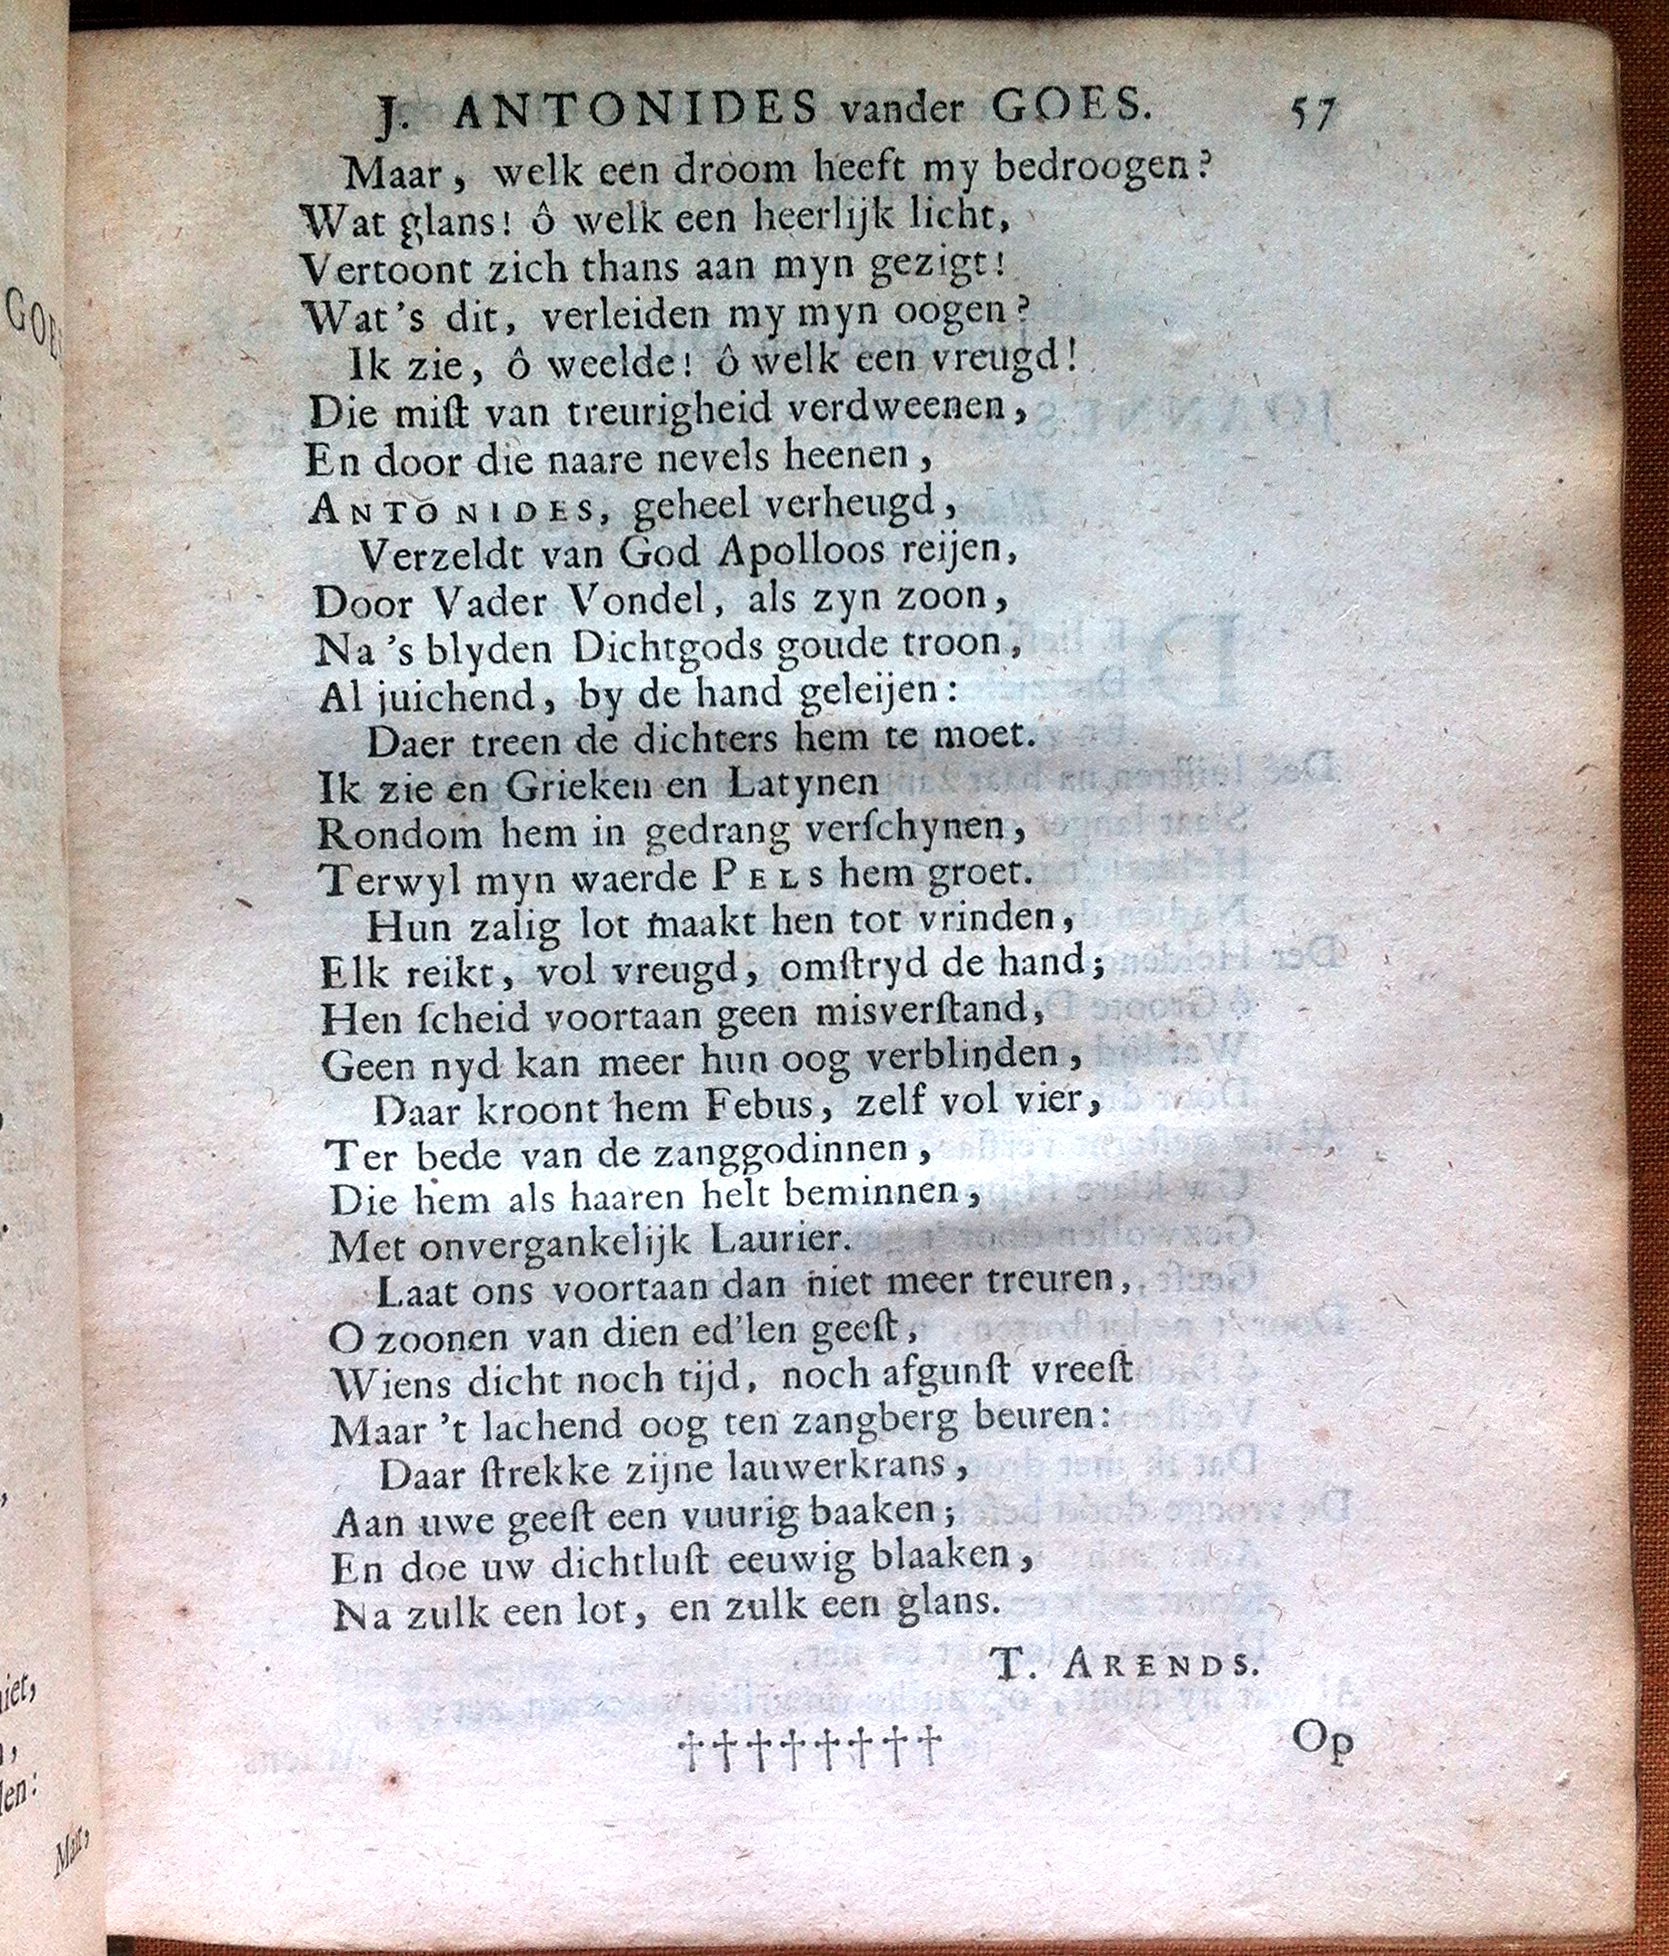 J. ANTONIDES vander GOES. 57
Maar, welk een droom heeft my bedroogen?
Wat glans! ô welk een heerlijk licht,
Vertoont zich thans aan myn gezigt!
Wat's dit, verleiden my myn oogen?
Ik zie, ô weelde! ô welk een vreugd!
Die miſt van treurigheid verdweenen,
En door die naare nevels heenen,
ANTONIDES, geheel verheugd,
Verzeldt van God Apolloos reijen,
Door Vader Vondel, als zyn zoon,
Na 's blyden Dichtgods goude troon,
Al juichend, by de hand geleijen:
Daer treen de dichters hem te moet.
Ik zie en Grieken en Latynen
Rondom hem in gedrang verſchynen,
Terwyl myn waerde PELS hem groet.
Hun zalig lot maakt hen tot vrinden,
Elk reikt, vol vreugd, omſtryd de hand;
Hen ſcheid voortaan geen misverſtand,
Geen nyd kan meer hun oog verblinden,
Daar kroont hem Febus, zelf vol vier,
Ter bede van de zanggodinnen,
Die hem als haaren helt beminnen,
Met onvergankelijk Laurier.
Laat ons voortaan dan niet meer treuren,
O zoonen van dien ed'len geeſt,
Wiens dicht noch tijd, noch afgunſt vreeſt
Maar 't lachend oog ten zangberg beuren:
Daar ſtrekke zijne lauwerkrans,
Aan uwe geeſt een vuurig baaken;
En doe uw dichtluſt eeuwig blaaken,
Na zulk een lot, en zulk een glans.
T. ARENDS.
††††††††
Op
GOES
niet,
len:
Maar,